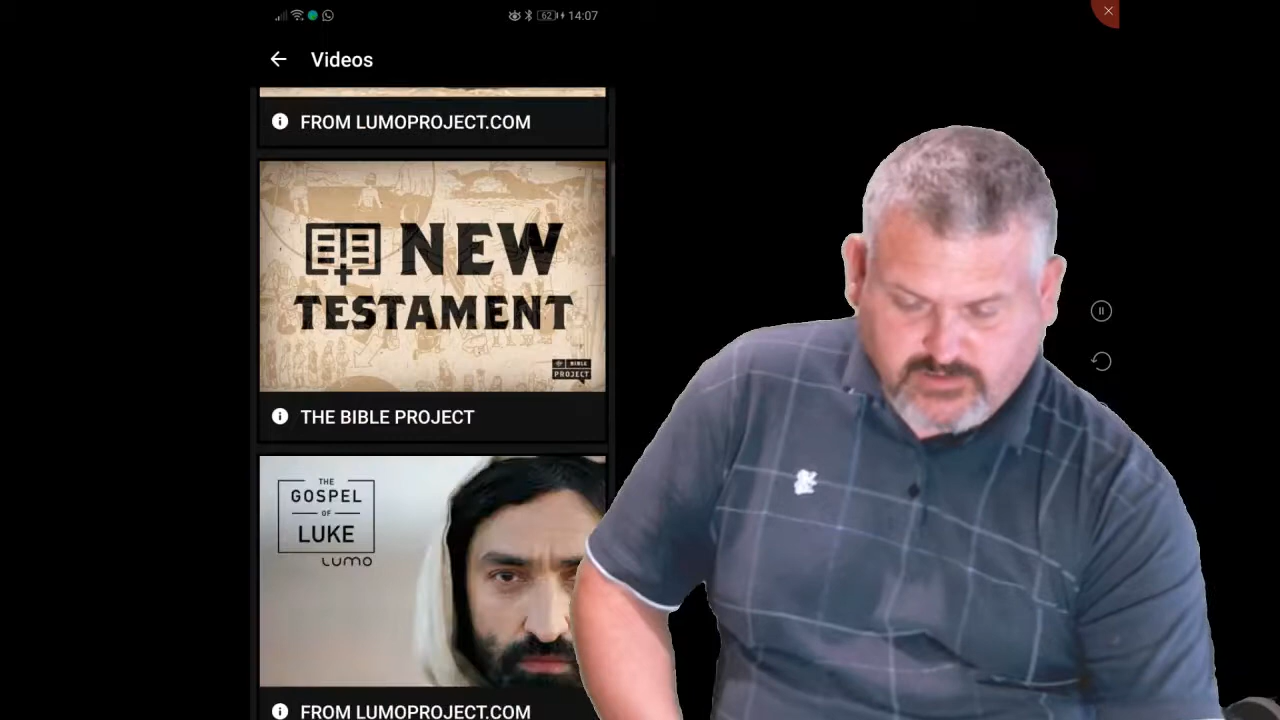 62 14:07
Videos
FROM LUMOPROJECT.COM
NEW
TESTAMENT
BIBLE
PROJECT
THE BIBLE PROJECT
THE
GOSPEL
OF
LUKE
LUMO
FROM LUMOPROJECT.COM